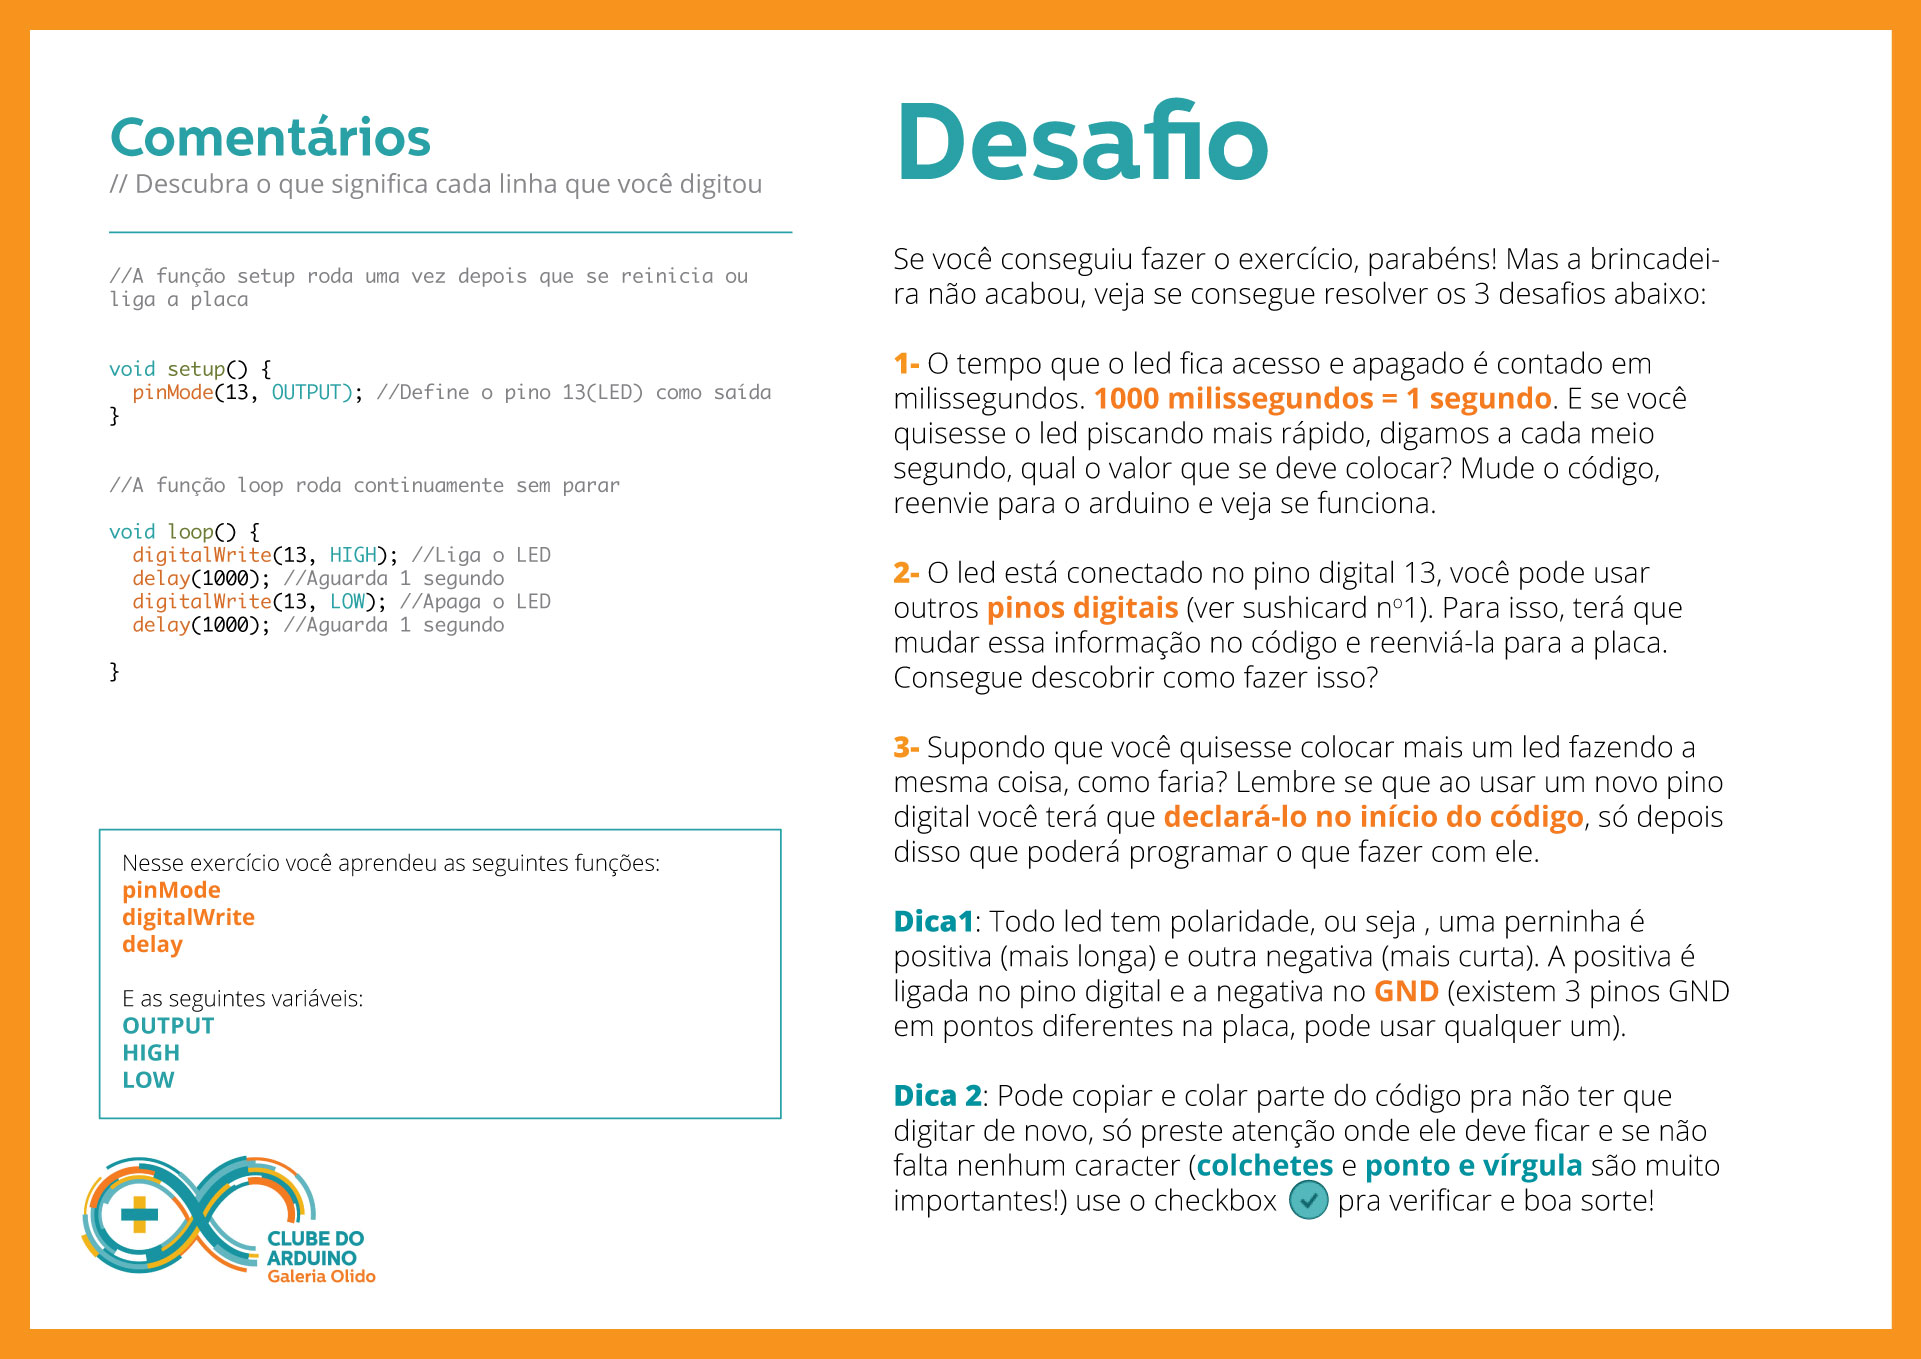 Comentários
// Descubra o que significa cada linha que você digitou
//A função setup roda uma vez depois que se reinicia ou
liga a placa
void setup() {
  pinMode(13, OUTPUT); //Define o pino 13(LED) como saída
}
//A função loop roda continuamente sem parar
void loop() {
  digitalWrite(13, HIGH); //Liga o LED
  delay(1000); //Aguarda 1 segundo
  digitalWrite(13, LOW); //Apaga o LED
  delay(1000); //Aguarda 1 segundo
}
Nesse exercício você aprendeu as seguintes funções:
pinMode
digitalWrite
delay
E as seguintes variáveis:
OUTPUT
HIGH
LOW
CLUBE DO
ARDUINO
Galeria Olido
Desafio
Se você conseguiu fazer o exercício, parabéns! Mas a brincadei-
ra não acabou, veja se consegue resolver os 3 desafios abaixo:
1- O tempo que o led fica acesso e apagado é contado em
milissegundos. 1000 milissegundos = 1 segundo. E se você
quisesse o led piscando mais rápido, digamos a cada meio
segundo, qual o valor que se deve colocar? Mude o código,
reenvie para o arduino e veja se funciona.
2- O led está conectado no pino digital 13, você pode usar
outros pinos digitais (ver sushicard nº1). Para isso, terá que
mudar essa informação no código e reenviá-la para a placa.
Consegue descobrir como fazer isso?
3- Supondo que você quisesse colocar mais um led fazendo a
mesma coisa, como faria? Lembre se que ao usar um novo pino
digital você terá que declará-lo no início do código, só depois
disso que poderá programar o que fazer com ele.
Dica1: Todo led tem polaridade, ou seja , uma perninha é
positiva (mais longa) e outra negativa (mais curta). A positiva é
ligada no pino digital e a negativa no GND (existem 3 pinos GND
em pontos diferentes na placa, pode usar qualquer um).
Dica 2: Pode copiar e colar parte do código pra não ter que
digitar de novo, só preste atenção onde ele deve ficar e se não
falta nenhum caracter (colchetes e ponto e vírgula são muito
importantes!) use o checkbox pra verificar e boa sorte!